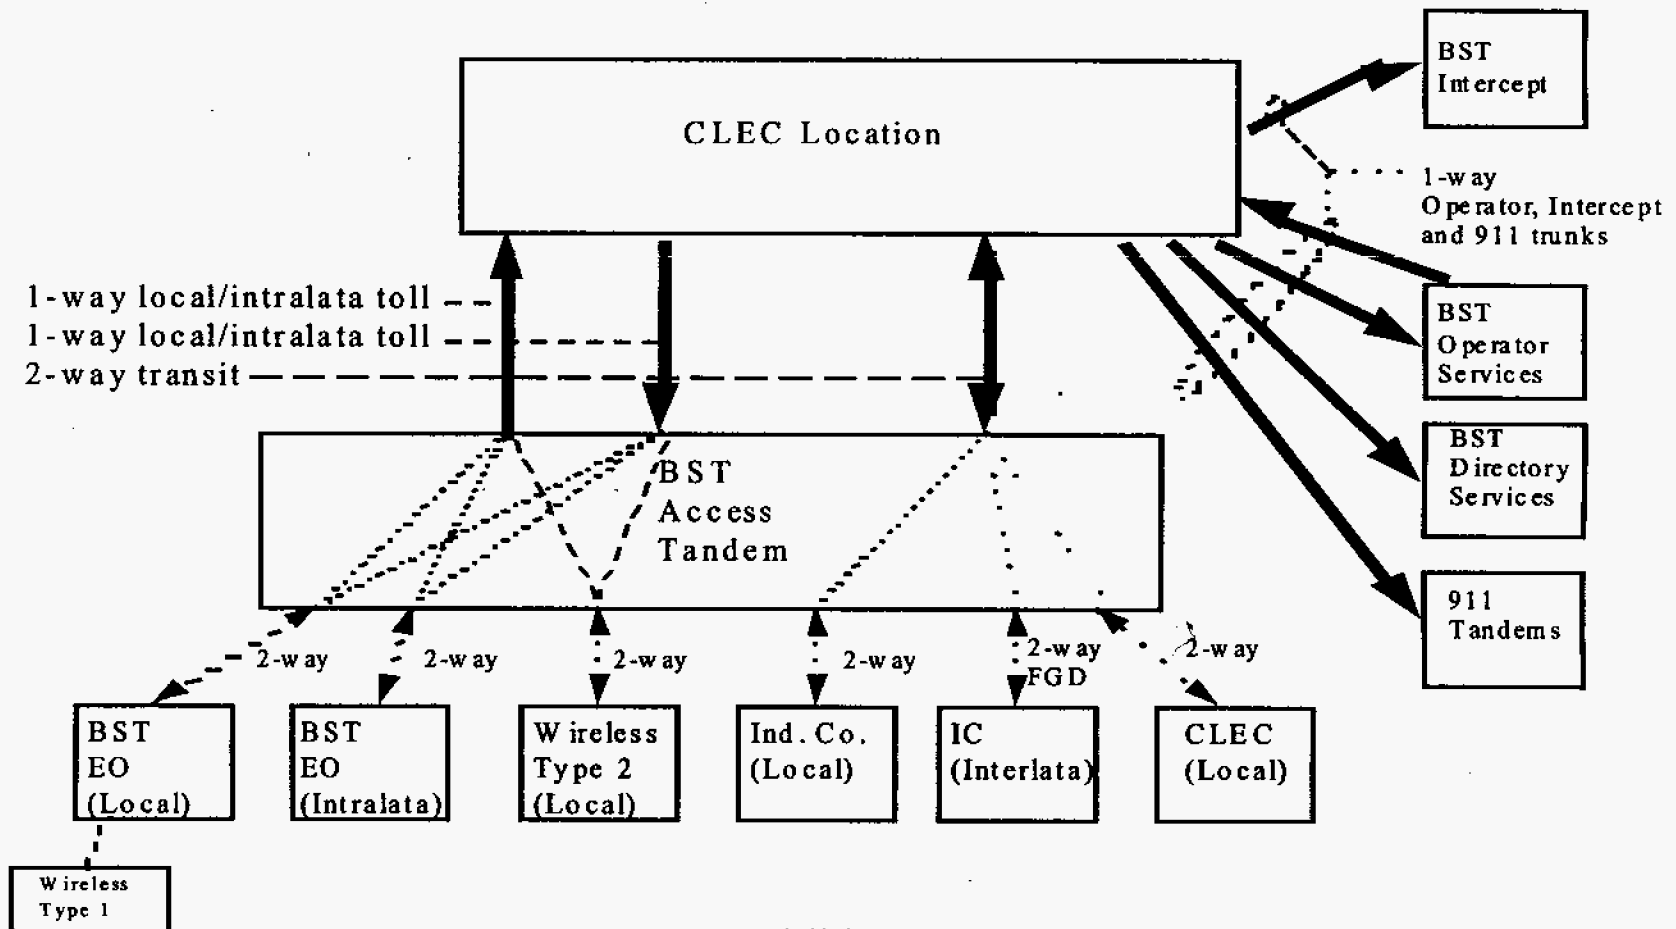 CLEC Location
BST
Intercept
1-way
Operator, Intercept
and 911 trunks
1-way local/intralata toll
1-way local/intralata toll
2-way transit
BST
Operator
Services
BST
Directory
Services
911
Tandems
BST
Access
Tandem
2-way
2-way
2-way
2-way
2-way
FGD
2-way
BST
EO
(Local)
BST
EO
(Intralata)
Wireless
Type 2
(Local)
Ind. Co.
(Local)
IC
(Interlata)
CLEC
(Local)
Wireless
Type 1